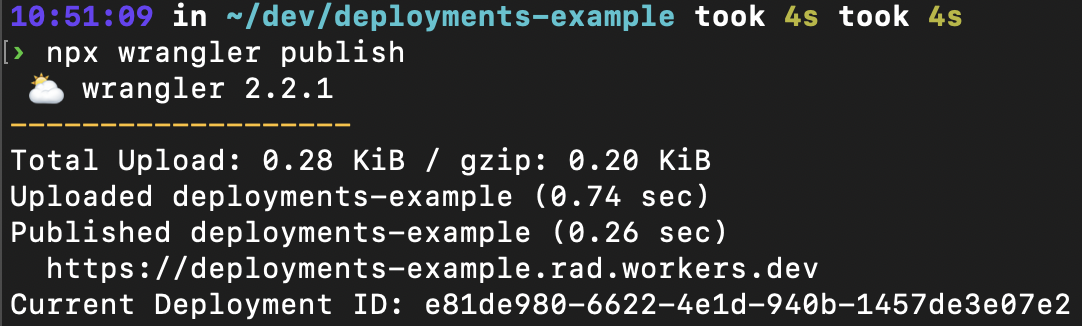 10:51:09 in ~/dev/deployments-example took 4s took 4s
[› npx wrangler publish
⛅ wrangler 2.2.1
-------------------
Total Upload: 0.28 KiB / gzip: 0.20 KiB
Uploaded deployments-example (0.74 sec)
Published deployments-example (0.26 sec)
https://deployments-example.rad.workers.dev
Current Deployment ID: e81de980-6622-4e1d-940b-1457de3e07e2